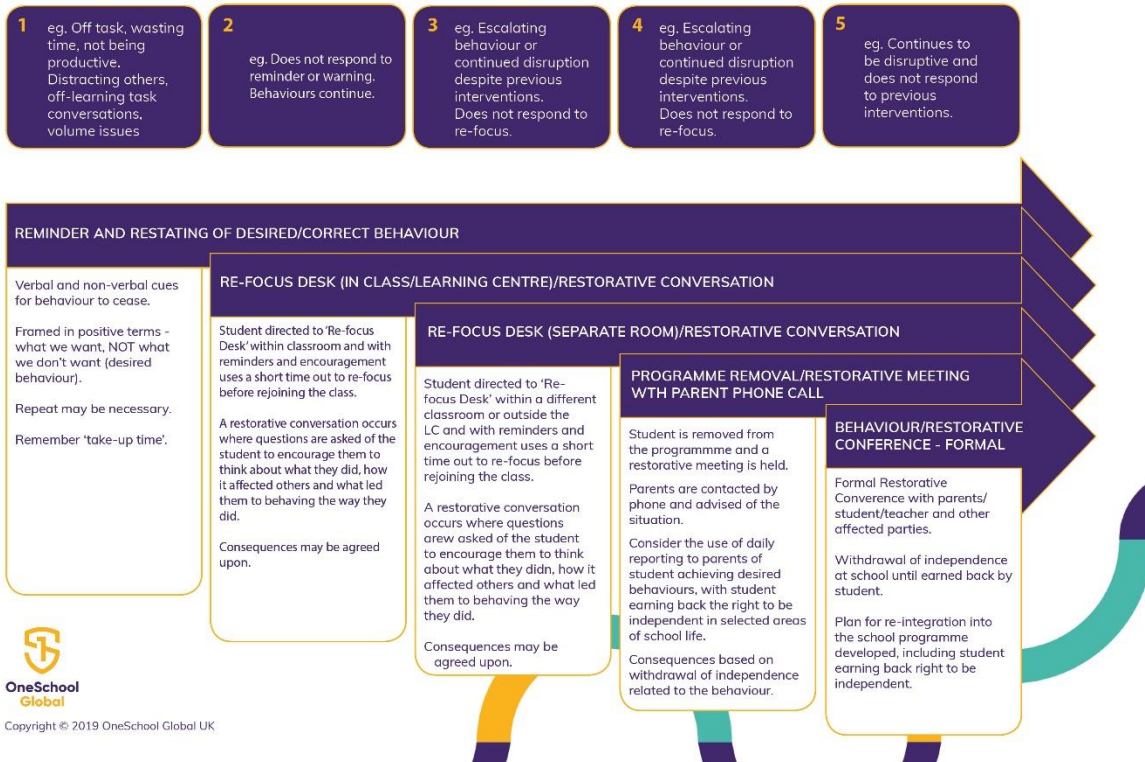 1
eg. Off task, wasting
time, not being
productive.
Distracting others,
off-learning task
conversations,
volume issues
2
eg. Does not respond to
reminder or warning.
Behaviours continue.
3
eg. Escalating
behaviour or
continued disruption
despite previous
interventions.
Does not respond to
re-focus.
4
eg. Escalating
behaviour or
continued disruption
despite previous
interventions.
Does not respond to
re-focus.
5
eg. Continues to
be disruptive and
does not respond
to previous
interventions.
REMINDER AND RESTATING OF DESIRED/CORRECT BEHAVIOUR
Verbal and non-verbal cues
for behaviour to cease.
Framed in positive terms -
what we want, NOT what
we don't want (desired
behaviour).
Repeat may be necessary.
Remember 'take-up time'.
RE-FOCUS DESK (IN CLASS/LEARNING CENTRE)/RESTORATIVE CONVERSATION
Student directed to 'Re-focus
Desk' within classroom and with
reminders and encouragement
uses a short time out to re-focus
before rejoining the class.
A restorative conversation occurs
where questions are asked of the
student to encourage them to
think about what they did, how
it affected others and what led
them to behaving the way they
did.
Consequences may be agreed
upon.
RE-FOCUS DESK (SEPARATE ROOM)/RESTORATIVE CONVERSATION
Student directed to 'Re-
focus Desk' within a different
classroom or outside the
LC and with reminders and
encouragement uses a short
time out to re-focus before
rejoining the class.
A restorative conversation
occurs where questions
arew asked of the student
to encourage them to think
about what they didn, how it
affected others and what led
them to behaving the way
they did.
Consequences may be
agreed upon.
PROGRAMME REMOVAL/RESTORATIVE MEETING
WTH PARENT PHONE CALL
Student is removed from
the programmme and a
restorative meeting is held.
Parents are contacted by
phone and advised of the
situation.
Consider the use of daily
reporting to parents of
student achieving desired
behaviours, with student
earning back the right to be
independent in selected areas
of school life.
Consequences based on
withdrawal of independence
related to the behaviour.
BEHAVIOUR/RESTORATIVE
CONFERENCE - FORMAL
Formal Restorative
Converence with parents/
student/teacher and other
affected parties.
Withdrawal of independence
at school until earned back by
student.
Plan for re-integration into
the school programme
developed, including student
earning back right to be
independent.
OneSchool
Global
Copyright © 2019 OneSchool Global UK